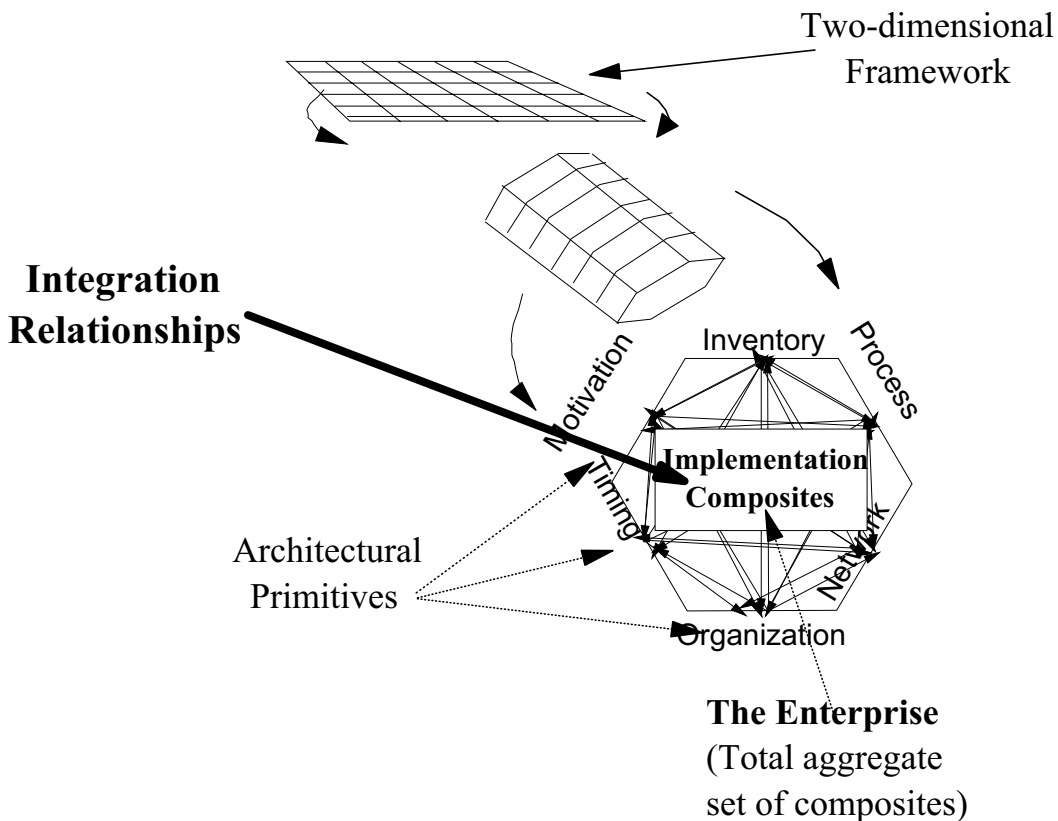 Two-dimensional
Framework
Integration
Relationships
Motivation
Inventory
Process
Implementation
Composites
Timing
Network
Architectural
Primitives
Organization
The Enterprise
(Total aggregate
set of composites)